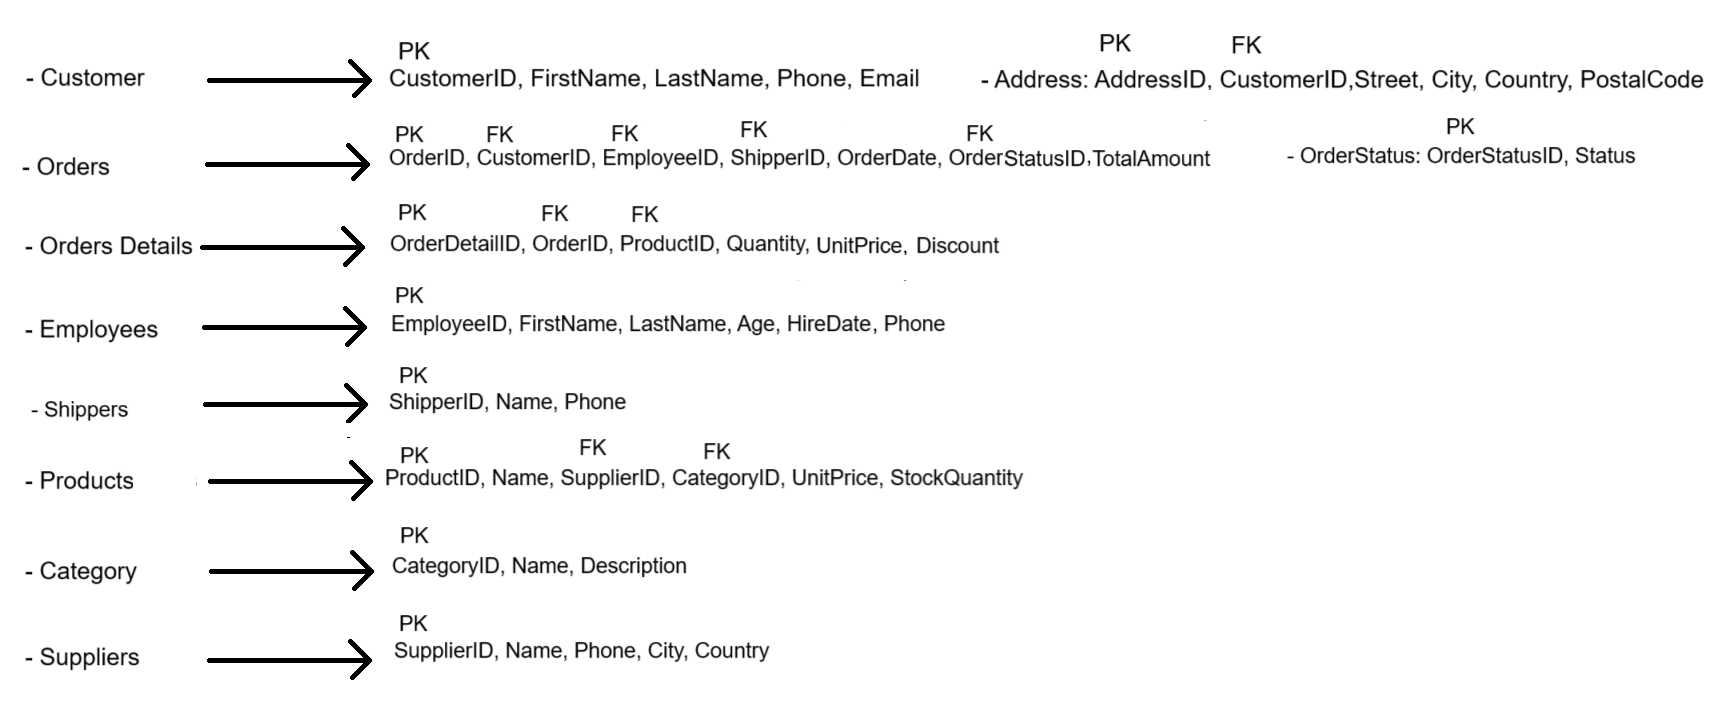 PK PK FK
- Customer CustomerID, FirstName, LastName, Phone, Email - Address: AddressID, CustomerID,Street, City, Country, PostalCode
PK FK FK FK FK PK
- Orders OrderID, CustomerID, EmployeeID, ShipperID, OrderDate, OrderStatusID,TotalAmount - OrderStatus: OrderStatusID, Status
PK FK FK
- Orders Details OrderDetailID, OrderID, ProductID, Quantity, UnitPrice, Discount
PK
- Employees EmployeeID, FirstName, LastName, Age, HireDate, Phone
PK
- Shippers ShipperID, Name, Phone
PK FK FK
- Products ProductID, Name, SupplierID, CategoryID, UnitPrice, StockQuantity
PK
- Category CategoryID, Name, Description
PK
- Suppliers SupplierID, Name, Phone, City, Country